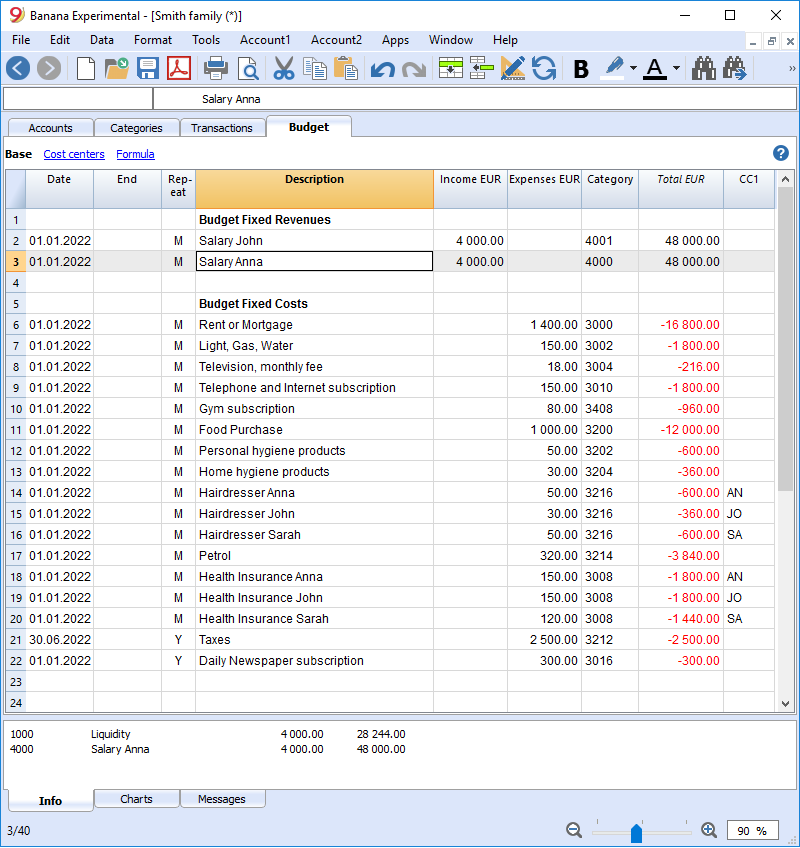 Banana Experimental - [Smith family (*)]
File Edit Data Format Tools Account1 Account2 Apps Window Help
B A »
Salary Anna
Accounts Categories Transactions Budget
Base Cost centers Formula ?
Date End Rep-eat Description Income EUR Expenses EUR Category Total EUR CC1
1 Budget Fixed Revenues
2 01.01.2022 M Salary John 4 000.00 4001 48 000.00
3 01.01.2022 M Salary Anna 4 000.00 4000 48 000.00
4
5 Budget Fixed Costs
6 01.01.2022 M Rent or Mortgage 1 400.00 3000 -16 800.00
7 01.01.2022 M Light, Gas, Water 150.00 3002 -1 800.00
8 01.01.2022 M Television, monthly fee 18.00 3004 -216.00
9 01.01.2022 M Telephone and Internet subscription 150.00 3010 -1 800.00
10 01.01.2022 M Gym subscription 80.00 3408 -960.00
11 01.01.2022 M Food Purchase 1 000.00 3200 -12 000.00
12 01.01.2022 M Personal hygiene products 50.00 3202 -600.00
13 01.01.2022 M Home hygiene products 30.00 3204 -360.00
14 01.01.2022 M Hairdresser Anna 50.00 3216 -600.00 AN
15 01.01.2022 M Hairdresser John 30.00 3216 -360.00 JO
16 01.01.2022 M Hairdresser Sarah 50.00 3216 -600.00 SA
17 01.01.2022 M Petrol 320.00 3214 -3 840.00
18 01.01.2022 M Health Insurance Anna 150.00 3008 -1 800.00 AN
19 01.01.2022 M Health Insurance John 150.00 3008 -1 800.00 JO
20 01.01.2022 M Health Insurance Sarah 120.00 3008 -1 440.00 SA
21 30.06.2022 Y Taxes 2 500.00 3212 -2 500.00
22 01.01.2022 Y Daily Newspaper subscription 300.00 3016 -300.00
23
24
1000 Liquidity 4 000.00 28 244.00
4000 Salary Anna 4 000.00 48 000.00
Info Charts Messages
3/40 90 %